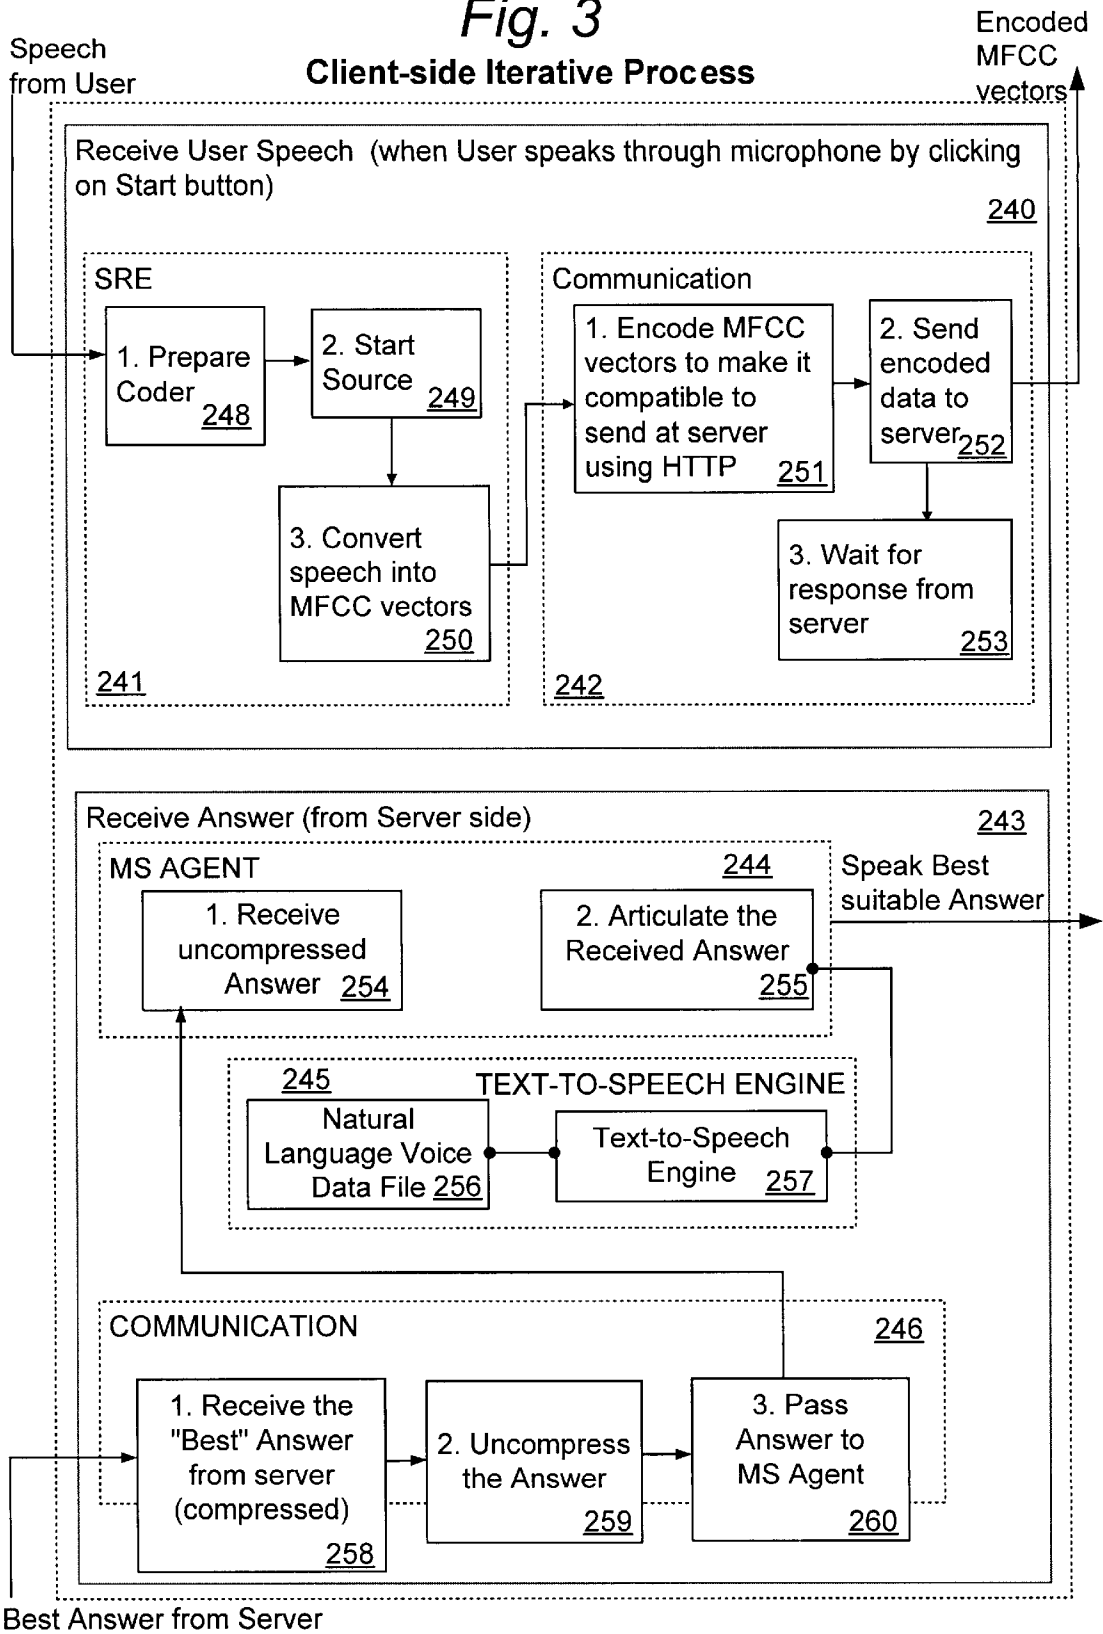 Fig. 3
Client-side Iterative Process
Speech
from User
Encoded
MFCC
vectors
Receive User Speech (when User speaks through microphone by clicking
on Start button)
240
SRE
1. Prepare
Coder
248
2. Start
Source
249
3. Convert
speech into
MFCC vectors
250
241
Communication
1. Encode MFCC
vectors to make it
compatible to
send at server
using HTTP
251
2. Send
encoded
data to
server
252
3. Wait for
response from
server
253
242
Receive Answer (from Server side)
243
MS AGENT
244
1. Receive
uncompressed
Answer
254
2. Articulate the
Received Answer
255
Speak Best
suitable Answer
245
TEXT-TO-SPEECH ENGINE
Natural
Language Voice
Data File 256
Text-to-Speech
Engine
257
COMMUNICATION
246
1. Receive the
"Best" Answer
from server
(compressed)
258
2. Uncompress
the Answer
259
3. Pass
Answer to
MS Agent
260
Best Answer from Server